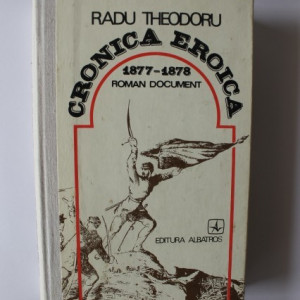 RADU THEODORU
CRONICA EROICA
1877-1878
ROMAN DOCUMENT
EDITURA ALBATROS